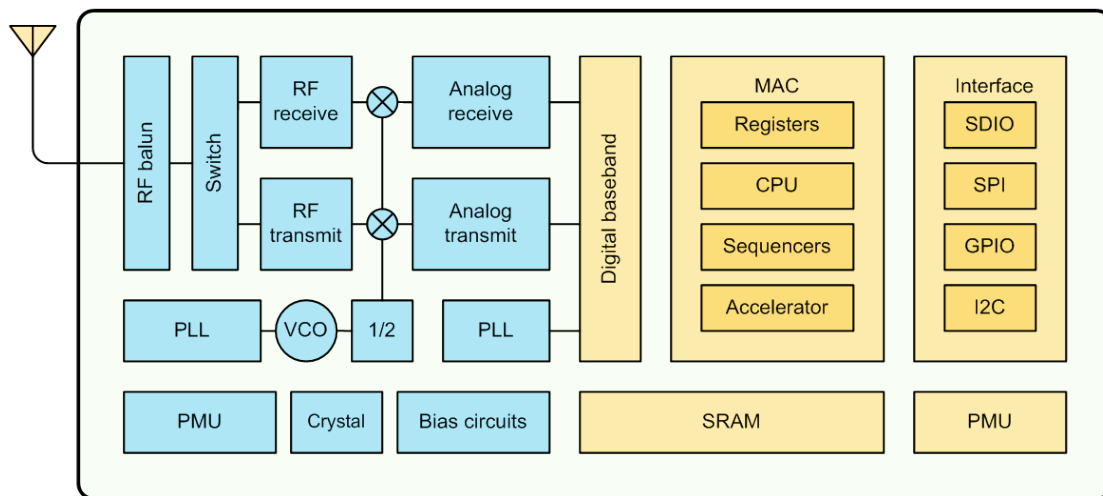 RF balun
Switch
RF
receive
Analog
receive
RF
transmit
Analog
transmit
PLL
VCO
1/2
PLL
Digital baseband
MAC
Registers
CPU
Sequencers
Accelerator
Interface
SDIO
SPI
GPIO
I2C
PMU
Crystal
Bias circuits
SRAM
PMU